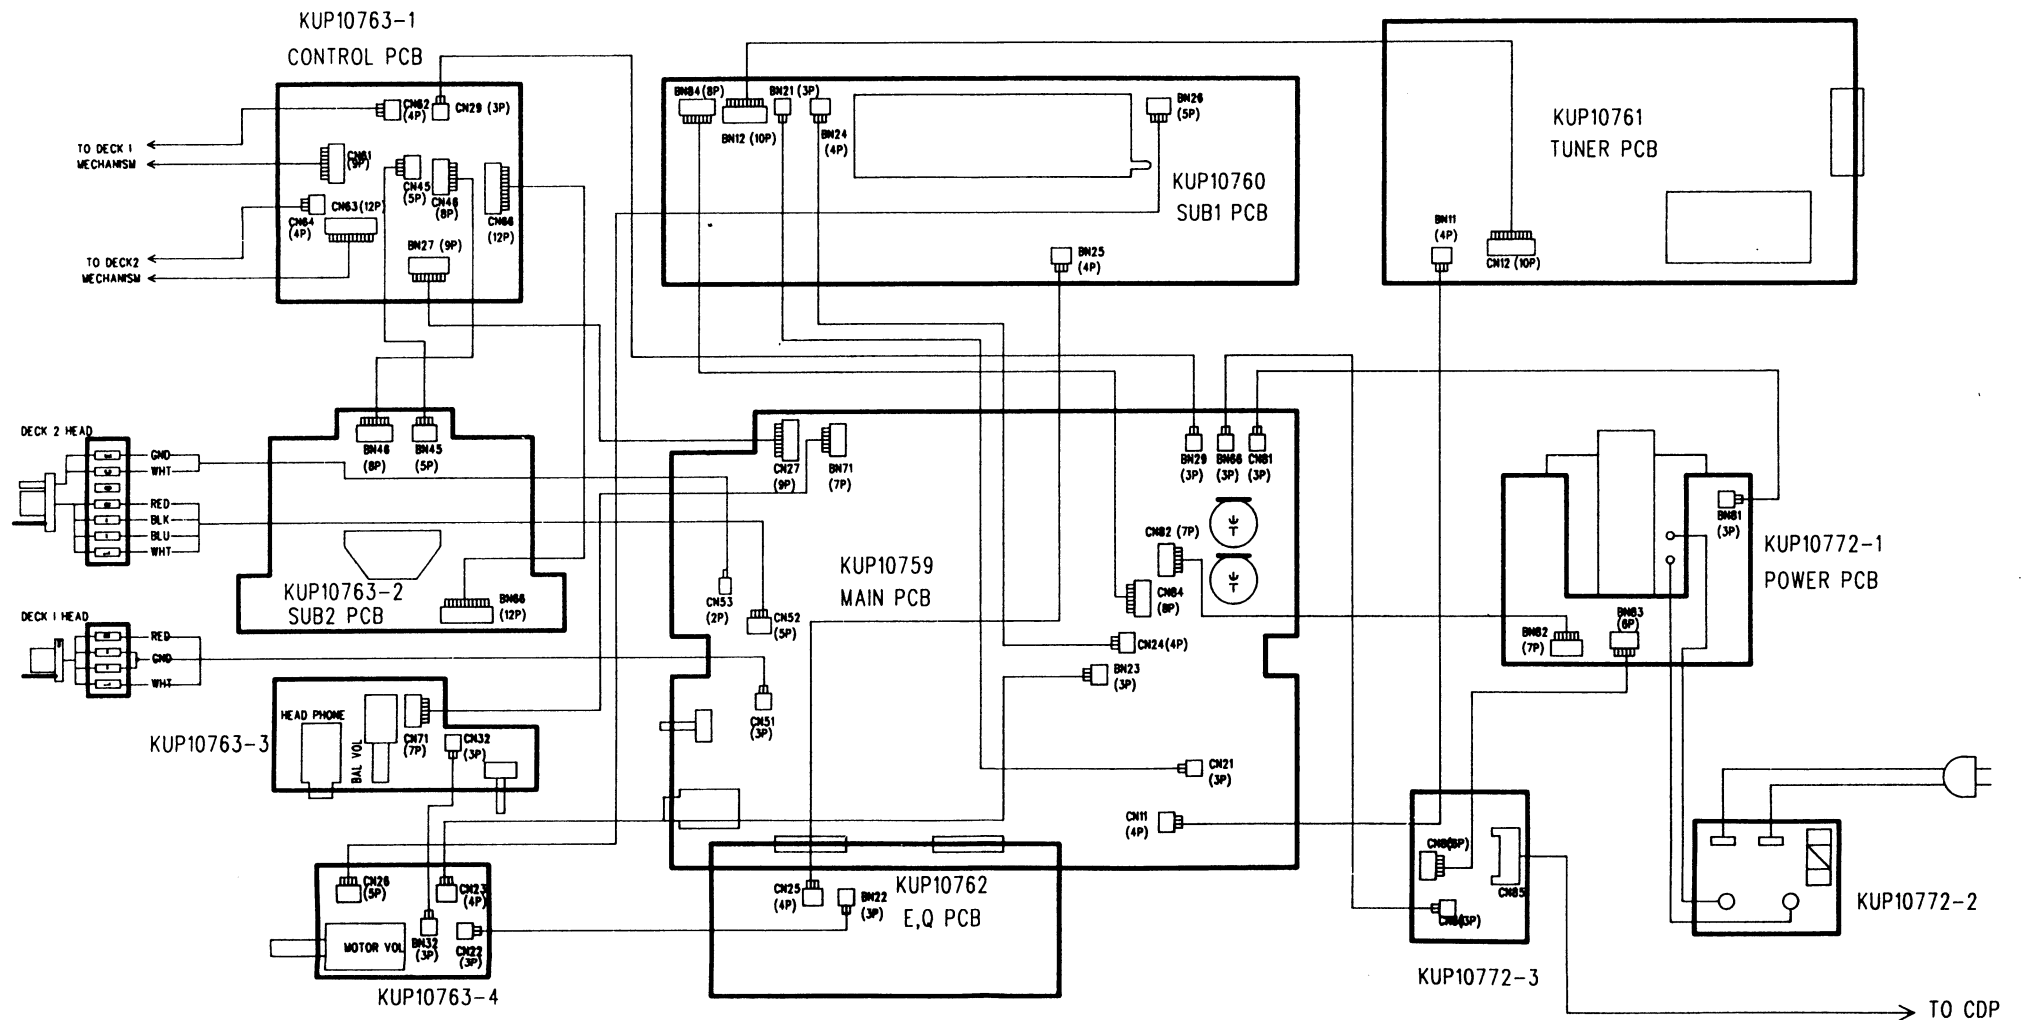 KUP10763-1
CONTROL PCB
CN62
(4P)
CN29 (3P)
TO DECK 1
MECHANISM
CN61
(9P)
CN45
(5P)
CN46
(8P)
CN66
(12P)
CN64
(4P)
CN63 (12P)
BN27 (9P)
TO DECK2
MECHANISM
BN84 (8P)
BN12 (10P)
BN21 (3P)
BN24
(4P)
BN26
(5P)
KUP10760
SUB1 PCB
BN25
(4P)
KUP10761
TUNER PCB
BN11
(4P)
CN12 (10P)
DECK 2 HEAD
GND
WHT
RED
BLK
BLU
WHT
BN46
(8P)
BN45
(5P)
KUP10763-2
SUB2 PCB
BN66
(12P)
DECK 1 HEAD
RED
GND
WHT
CN27
(9P)
BN71
(7P)
BN29
(3P)
BN86
(3P)
CN81
(3P)
CN82 (7P)
CN84
(8P)
KUP10759
MAIN PCB
CN53
(2P)
CN52
(5P)
CN24(4P)
BN23
(3P)
CN51
(3P)
CN21
(3P)
CN11
(4P)
BN81
(3P)
KUP10772-1
POWER PCB
BN82
(7P)
BN83
(6P)
KUP10763-3
HEAD PHONE
BAL VOL
CN71
(7P)
CN32
(3P)
CN26
(5P)
CN23
(4P)
MOTOR VOL
BN32
(3P)
CN22
(3P)
KUP10763-4
CN25
(4P)
BN22
(3P)
KUP10762
E,Q PCB
CN85
KUP10772-3
KUP10772-2
TO CDP